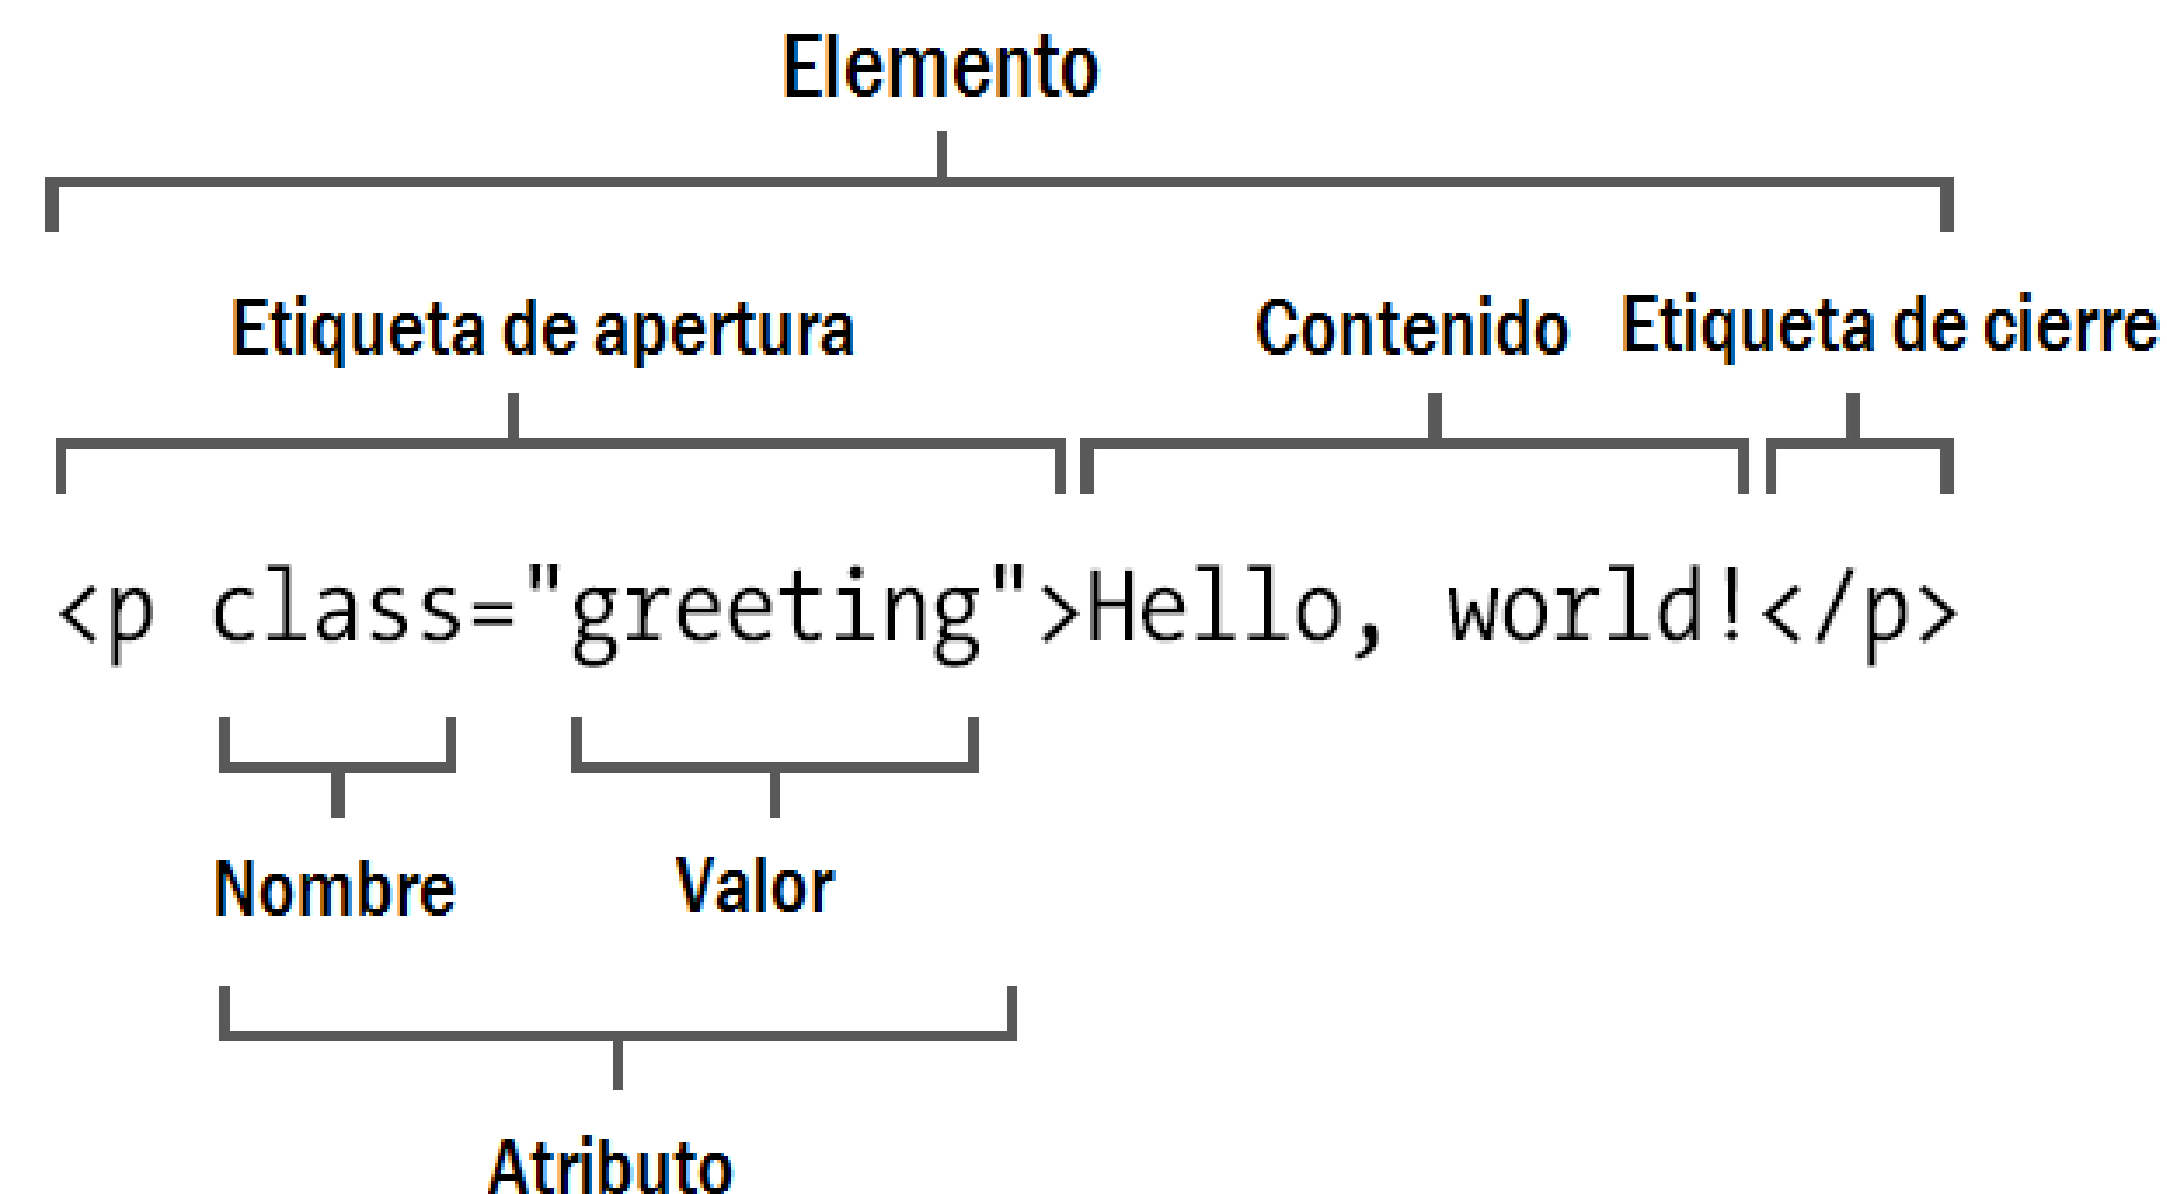 Elemento
Etiqueta de apertura Contenido Etiqueta de cierre
<p class="greeting">Hello, world!</p>
Nombre Valor
Atributo